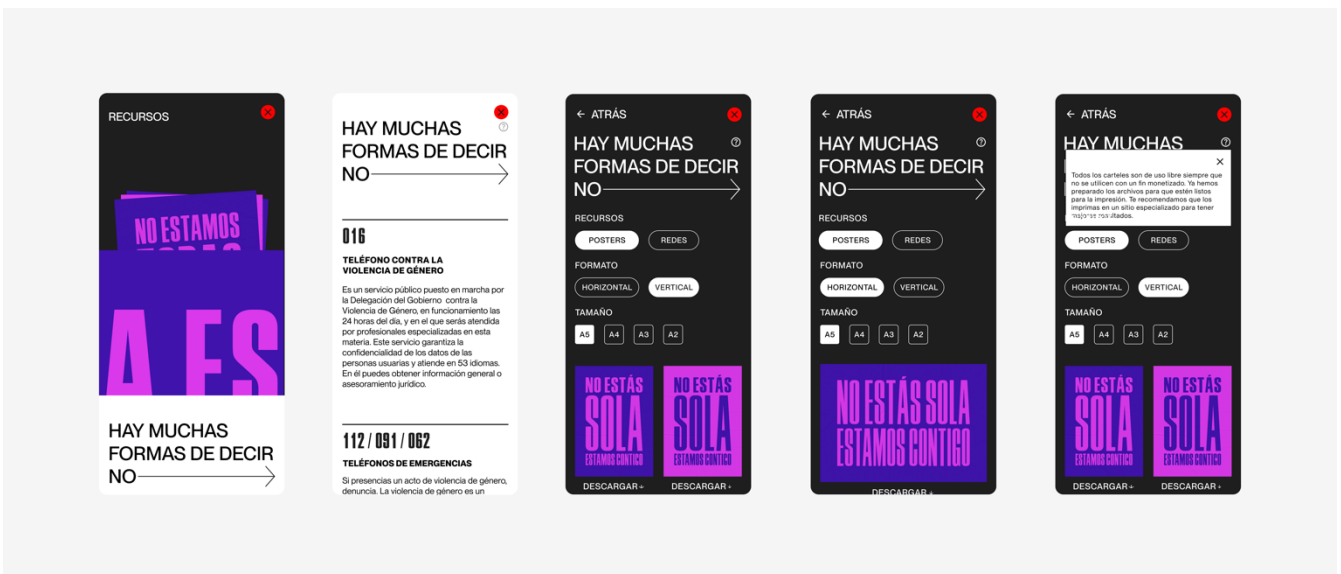 RECURSOS
NO ESTAMOS
TODAS
A ES
HAY MUCHAS
FORMAS DE DECIR
NO
HAY MUCHAS
FORMAS DE DECIR
NO
016
TELÉFONO CONTRA LA
VIOLENCIA DE GÉNERO
Es un servicio público puesto en marcha por
la Delegación del Gobierno contra la
Violencia de Género, en funcionamiento las
24 horas del día, y en el que serás atendida
por profesionales especializadas en esta
materia. Este servicio garantiza la
confidencialidad de los datos de las
personas usuarias y atiende en 53 idiomas.
En él puedes obtener información general o
asesoramiento jurídico.
112 / 091 / 062
TELÉFONOS DE EMERGENCIAS
Si presencias un acto de violencia de género,
denuncia. La violencia de género es un
← ATRÁS
HAY MUCHAS
FORMAS DE DECIR
NO
RECURSOS
POSTERS REDES
FORMATO
HORIZONTAL VERTICAL
TAMAÑO
A5 A4 A3 A2
NO ESTÁS
SOLA
ESTAMOS CONTIGO
NO ESTÁS
SOLA
ESTAMOS CONTIGO
DESCARGAR↓ DESCARGAR↓
← ATRÁS
HAY MUCHAS
FORMAS DE DECIR
NO
RECURSOS
POSTERS REDES
FORMATO
HORIZONTAL VERTICAL
TAMAÑO
A5 A4 A3 A2
NO ESTÁS SOLA
ESTAMOS CONTIGO
DESCARGAR↓
← ATRÁS
HAY MUCHAS
Todos los carteles son de uso libre siempre que
no se utilicen con un fin monetizado. Ya hemos
preparado los archivos para que estén listos
para la impresión. Te recomendamos que los
imprimas en un sitio especializado para tener
resultados.
POSTERS REDES
FORMATO
HORIZONTAL VERTICAL
TAMAÑO
A5 A4 A3 A2
NO ESTÁS
SOLA
ESTAMOS CONTIGO
NO ESTÁS
SOLA
ESTAMOS CONTIGO
DESCARGAR↓ DESCARGAR↓